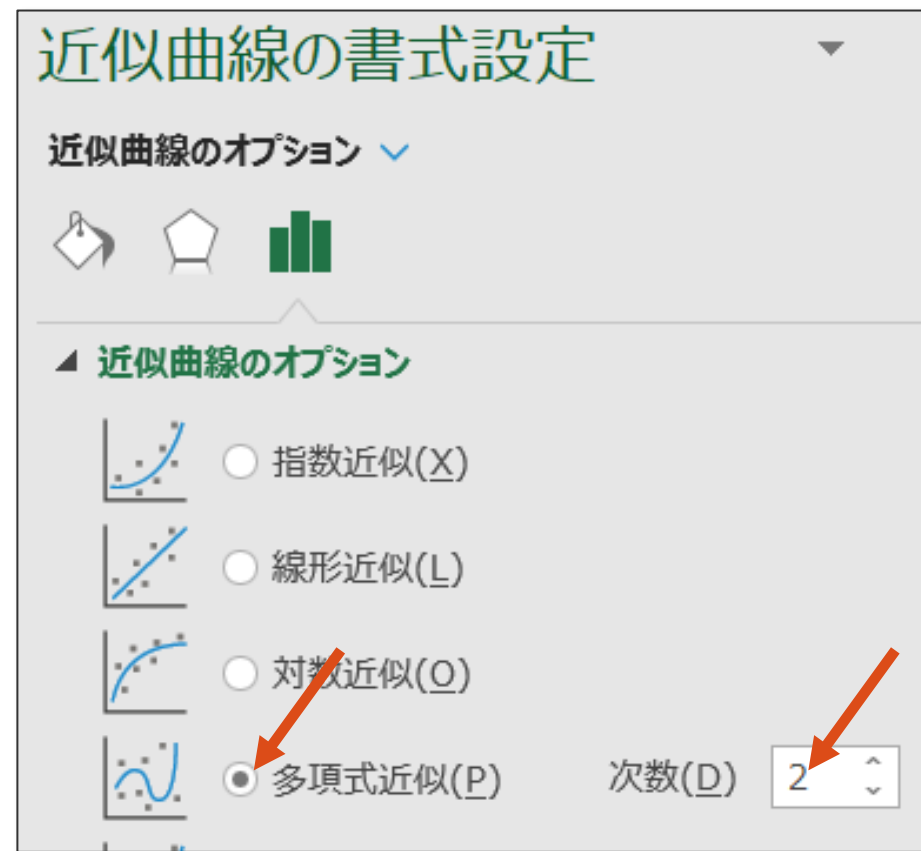 近似曲線の書式設定
近似曲線のオプション
近似曲線のオプション
指数近似(X)
線形近似(L)
対数近似(O)
多項式近似(P) 次数(D) 2